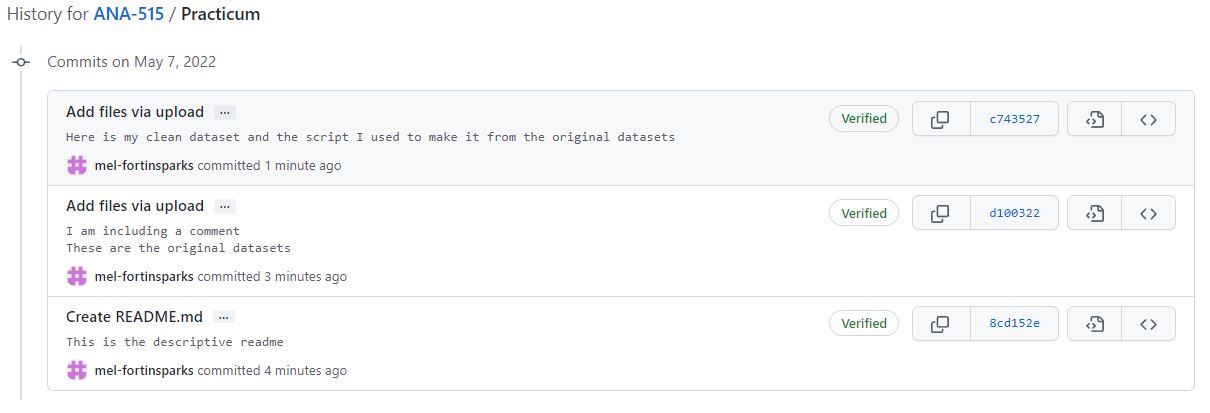 History for ANA-515 / Practicum
Commits on May 7, 2022
Add files via upload ...
Verified
c743527
Here is my clean dataset and the script I used to make it from the original datasets
mel-fortinsparks committed 1 minute ago
Add files via upload ...
Verified
d100322
I am including a comment
These are the original datasets
mel-fortinsparks committed 3 minutes ago
Create README.md ...
Verified
8cd152e
This is the descriptive readme
mel-fortinsparks committed 4 minutes ago